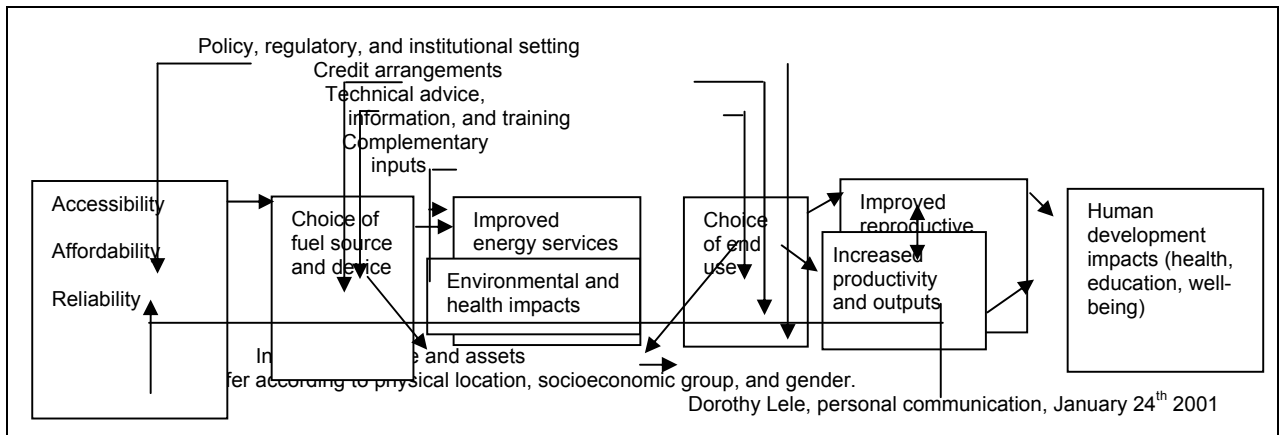 Policy, regulatory, and institutional setting
Credit arrangements
Technical advice,
information, and training
Complementary
inputs
Accessibility
Affordability
Reliability
Choice of
fuel source
and device
Improved
energy services
Environmental and
health impacts
Choice
of end
use
Improved
reproductive
Increased
productivity
and outputs
Human
development
impacts (health,
education, well-
being)
and assets
according to physical location, socioeconomic group, and gender.
Dorothy Lele, personal communication, January 24th 2001